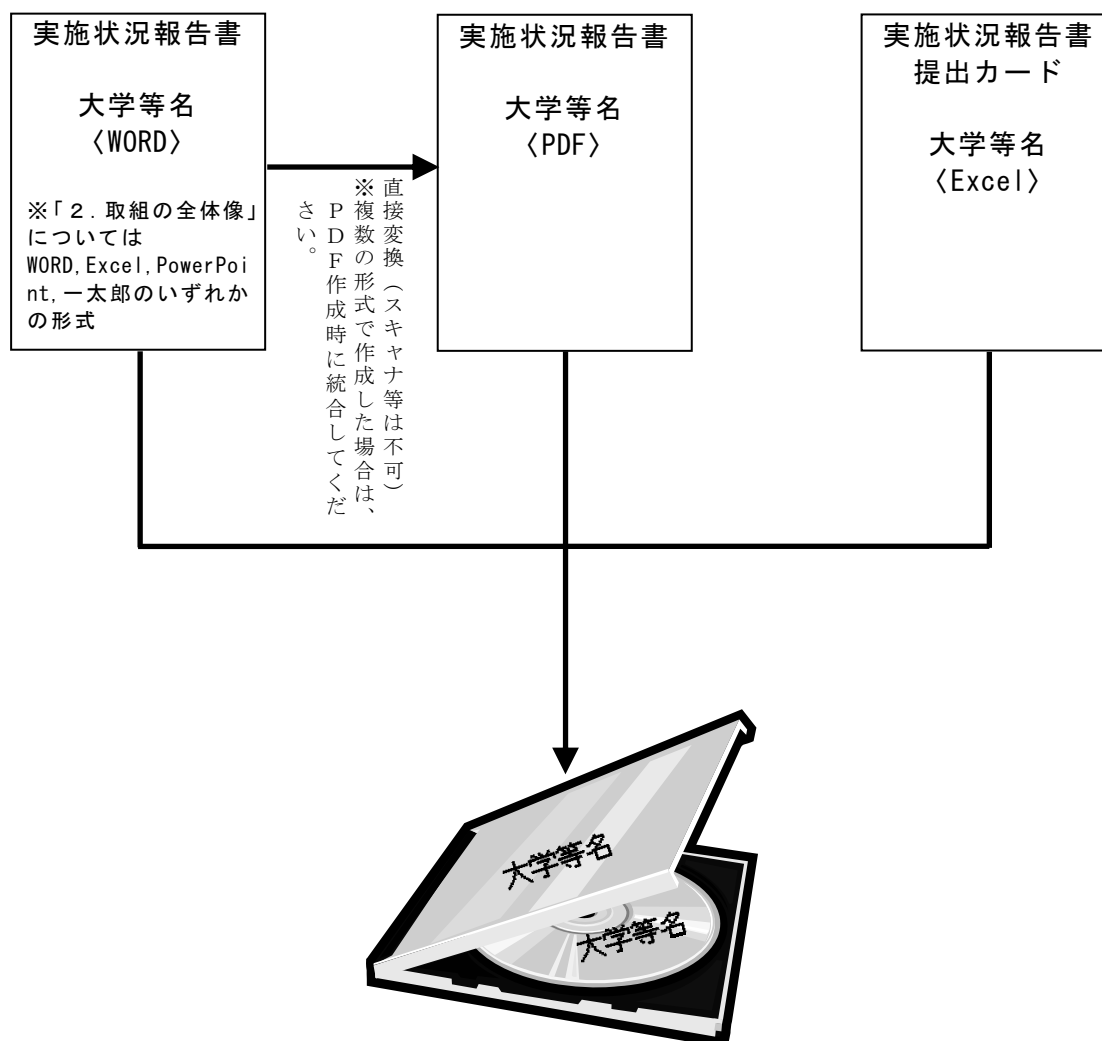 実施状況報告書
大学等名
〈WORD〉
※「２．取組の全体像」
については
WORD,Excel,PowerPoi
nt,一太郎のいずれか
の形式
直接変換（スキャナ等は不可）
※複数の形式で作成した場合は、
ＰＤＦ作成時に統合してくだ
さい。
実施状況報告書
大学等名
〈PDF〉
実施状況報告書
提出カード
大学等名
〈Excel〉
大学等名
大学等名